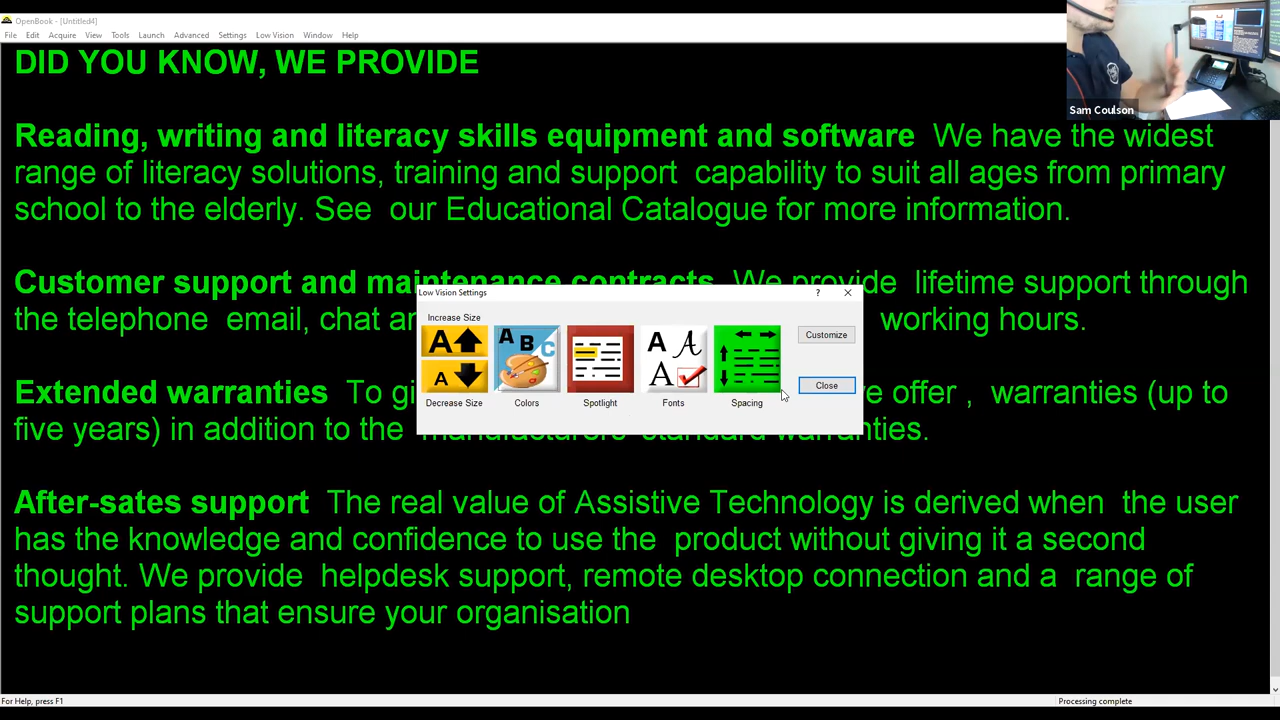 OpenBook - [Untitled4]
File Edit Acquire View Tools Launch Advanced Settings Low Vision Window Help
DID YOU KNOW, WE PROVIDE
Sam Coulson
Reading, writing and literacy skills equipment and software We have the widest
range of literacy solutions, training and support capability to suit all ages from primary
school to the elderly. See our Educational Catalogue for more information.
Customer support and maintenance contracts We provide lifetime support through
the telephone email, chat working hours.
Extended warranties To offer , warranties (up to
five years) in addition to the manufacturers standard warranties.
Low Vision Settings ?
Increase Size
A A B C A A
A A
Customize
Close
Decrease Size Colors Spotlight Fonts Spacing
After-sates support The real value of Assistive Technology is derived when the user
has the knowledge and confidence to use the product without giving it a second
thought. We provide helpdesk support, remote desktop connection and a range of
support plans that ensure your organisation
For Help, press F1
Processing complete